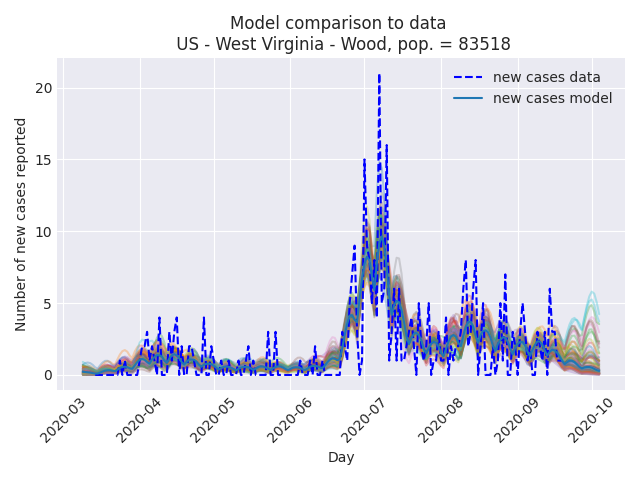 Model comparison to data
US - West Virginia - Wood, pop. = 83518
new cases data
new cases model
Number of new cases reported
20
15
10
5
0
2020-03
2020-04
2020-05
2020-06
2020-07
2020-08
2020-09
2020-10
Day